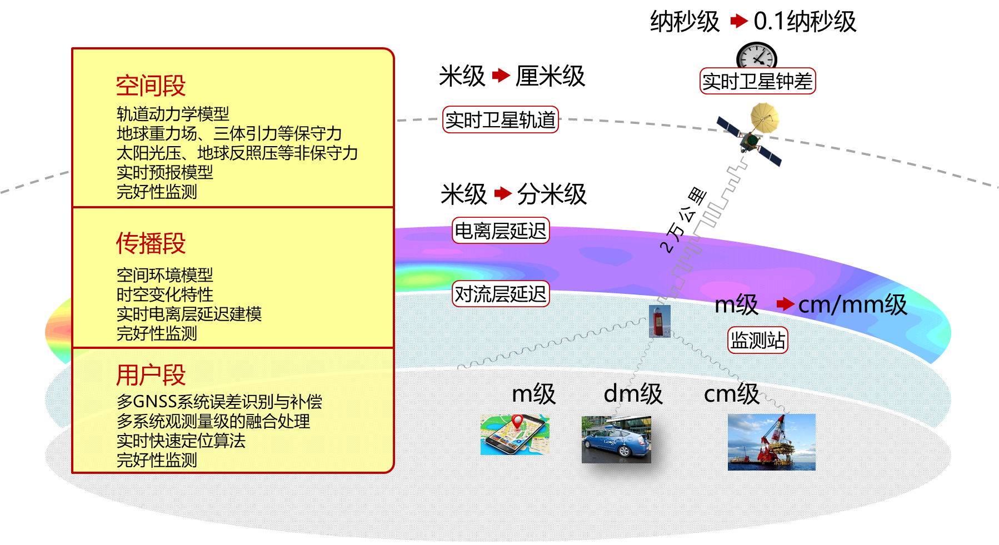 纳秒级 0.1纳秒级
实时卫星钟差
米级 厘米级
实时卫星轨道
空间段
轨道动力学模型
地球重力场、三体引力等保守力
太阳光压、地球反照压等非保守力
实时预报模型
完好性监测
米级 分米级
2万公里
电离层延迟
传播段
空间环境模型
时空变化特性
实时电离层延迟建模
完好性监测
对流层延迟
m级 cm/mm级
监测站
用户段
多GNSS系统误差识别与补偿
多系统观测量级的融合处理
实时快速定位算法
完好性监测
m级 dm级 cm级
Google